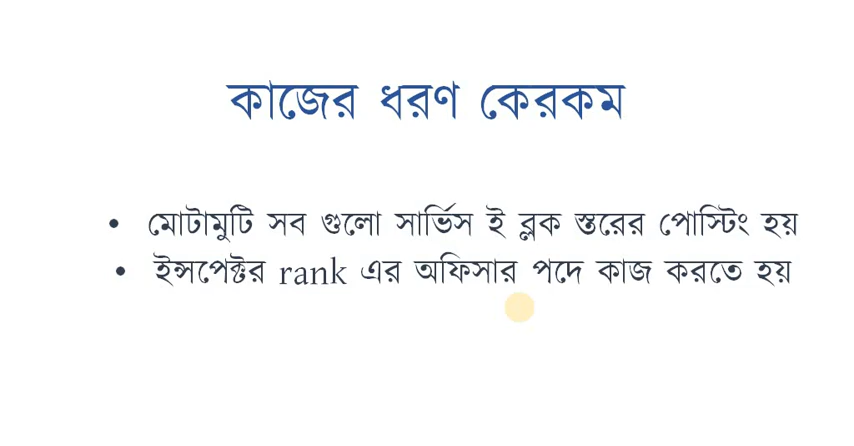 কাজের ধরণ কেরকম
• মোটামুটি সব গুলো সার্ভিস ই ব্লক স্তরের পোস্টিং হয়
• ইন্সপেক্টর rank এর অফিসার পদে কাজ করতে হয়